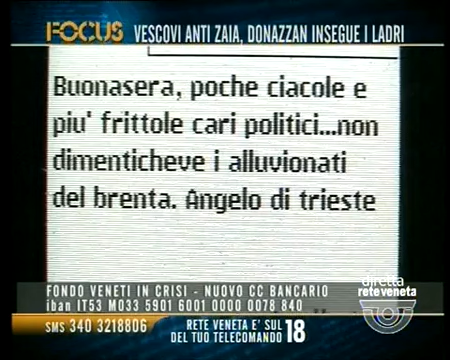 FOCUS VESCOVI ANTI ZAIA, DONAZZAN INSEGUE I LADRI
Buonasera, poche ciacole e
piu' frittole cari politici...non
dimenticheve i alluvionati
del brenta. Angelo di trieste
diretta
reteveneta
FONDO VENETI IN CRISI - NUOVO CC BANCARIO
iban IT53 M033 5901 6001 0000 0078 840
SMS 340 3218806
RETE VENETA E' SUL
DEL TUO TELECOMANDO 18